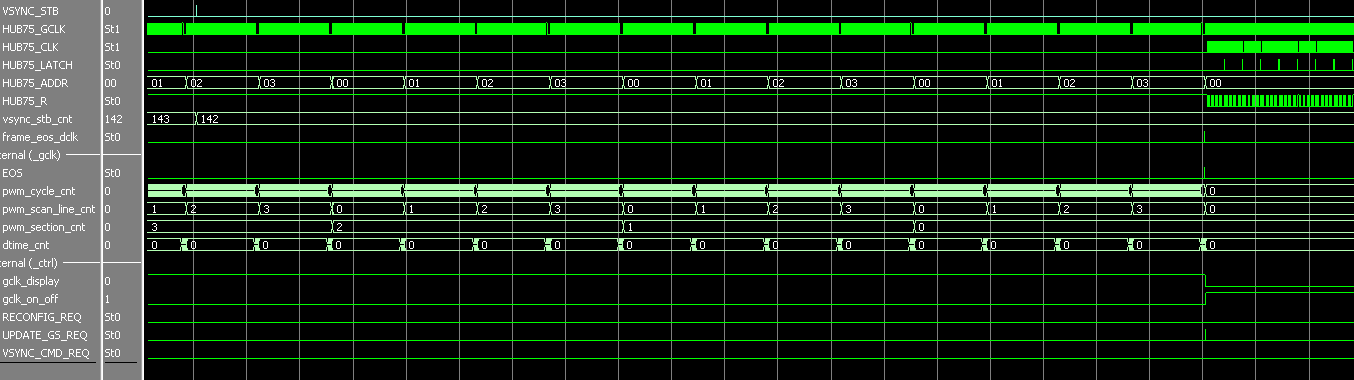 VSYNC_STB 0
HUB75_GCLK St1
HUB75_CLK St1
HUB75_LATCH St0
HUB75_ADDR 00 01 02 03 00 01 02 03 00 01 02 03 00 01 02 03 00
HUB75_R St0
vsync_stb_cnt 142 143 142
frame_eos_dclk St0
ernal (_gclk)
EOS St0
pwm_cycle_cnt 0 0
pwm_scan_line_cnt 0 1 2 3 0 1 2 3 0 1 2 3 0 1 2 3 0
pwm_section_cnt 0 3 2 1 0
dtime_cnt 0 0 0 0 0 0 0 0 0 0 0 0 0 0 0 0 0
ernal (_ctrl)
gclk_display 0
gclk_on_off 1
RECONFIG_REQ St0
UPDATE_GS_REQ St0
VSYNC_CMD_REQ St0